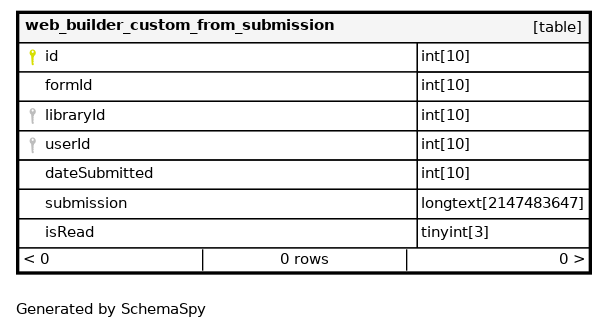 web_builder_custom_from_submission [table]
id int[10]
formId int[10]
libraryId int[10]
userId int[10]
dateSubmitted int[10]
submission longtext[2147483647]
isRead tinyint[3]
< 0 0 rows 0 >
Generated by SchemaSpy